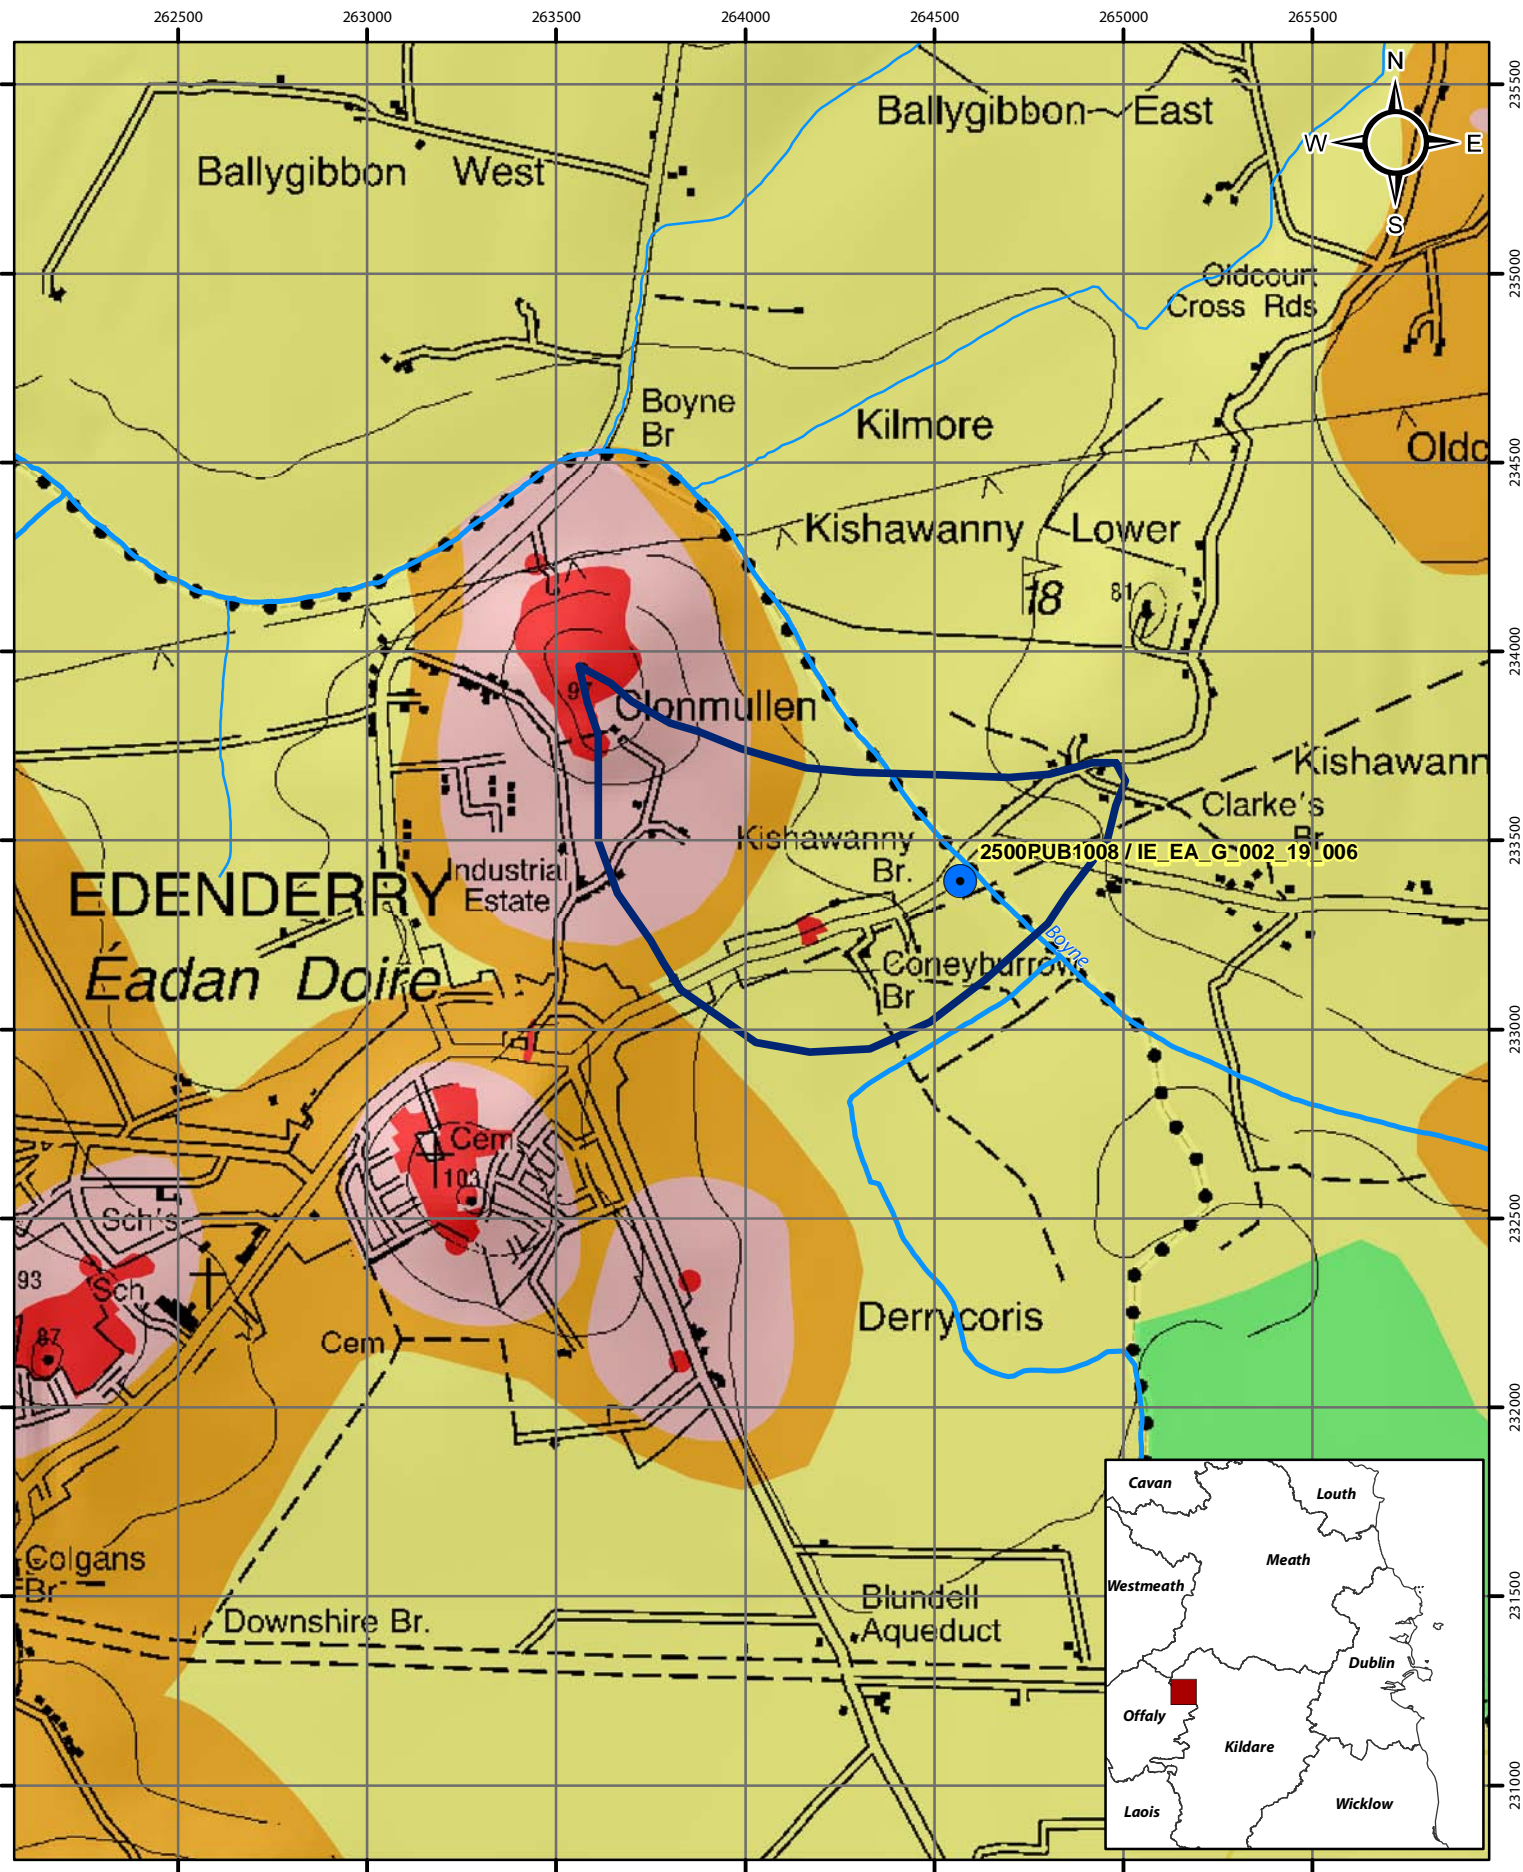 262500 263000 263500 264000 264500 265000 265500
N
W E
S
235500
Ballygibbon East
Ballygibbon West
235000
Oldcourt
Cross Rds
Boyne
Br
Kilmore
Oldc
234500
Kishawanny Lower
18
81
234000
97
Clonmullen
Kishawann
Clarke's
Br
233500
Kishawanny
Br.
2500PUB1008 / IE_EA_G_002_19_006
Industrial
Estate
EDENDERRY
Éadan Doire
Boyne
Coneyburrow
Br
233000
Cem
103
Sch's
232500
93
Sch
87
Cem
Derrycoris
232000
Colgans
Br
Downshire Br.
Blundell
Aqueduct
231500
231000
Cavan
Louth
Meath
Westmeath
Dublin
Offaly
Kildare
Laois
Wicklow